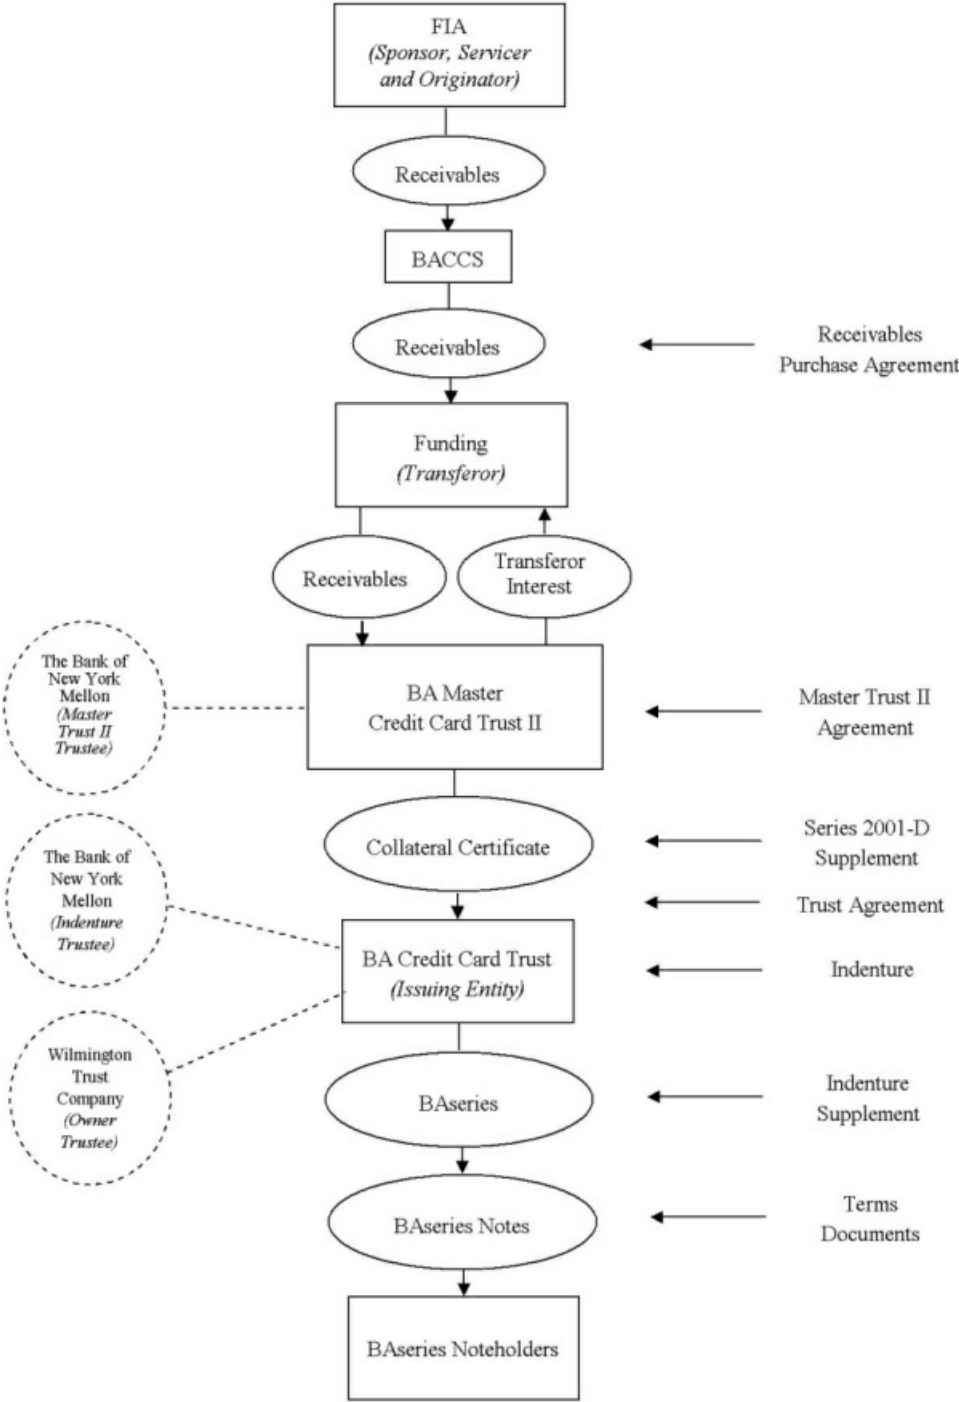 FIA
(Sponsor, Servicer
and Originator)
Receivables
BACCS
Receivables
Receivables
Purchase Agreement
Funding
(Transferor)
Receivables
Transferor
Interest
The Bank of
New York
Mellon
(Master
Trust II
Trustee)
BA Master
Credit Card Trust II
Master Trust II
Agreement
Collateral Certificate
Series 2001-D
Supplement
The Bank of
New York
Mellon
(Indenture
Trustee)
Trust Agreement
BA Credit Card Trust
(Issuing Entity)
Indenture
Wilmington
Trust
Company
(Owner
Trustee)
BAseries
Indenture
Supplement
BAseries Notes
Terms
Documents
BAseries Noteholders